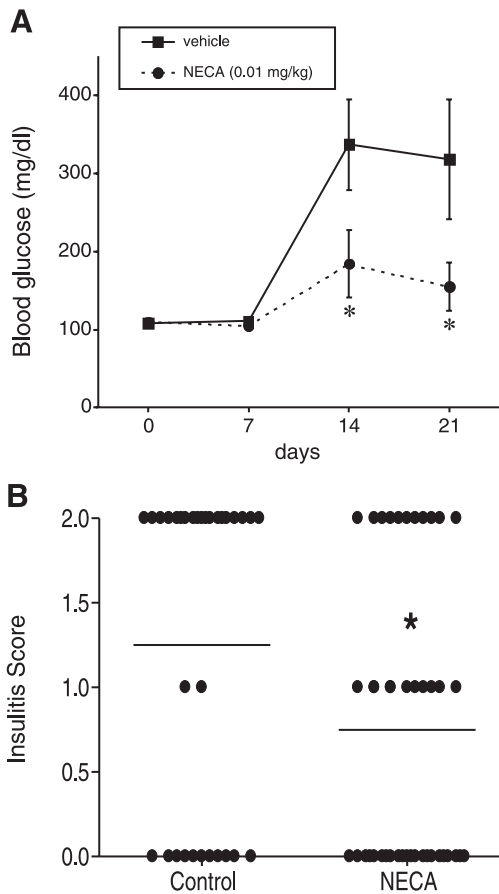 A
vehicle
NECA (0.01 mg/kg)
Blood glucose (mg/dl)
400
300
200
100
0
*
*
0 7 14 21
days
B
Insulitis Score
2.0
1.5
1.0
0.5
0.0
*
Control NECA